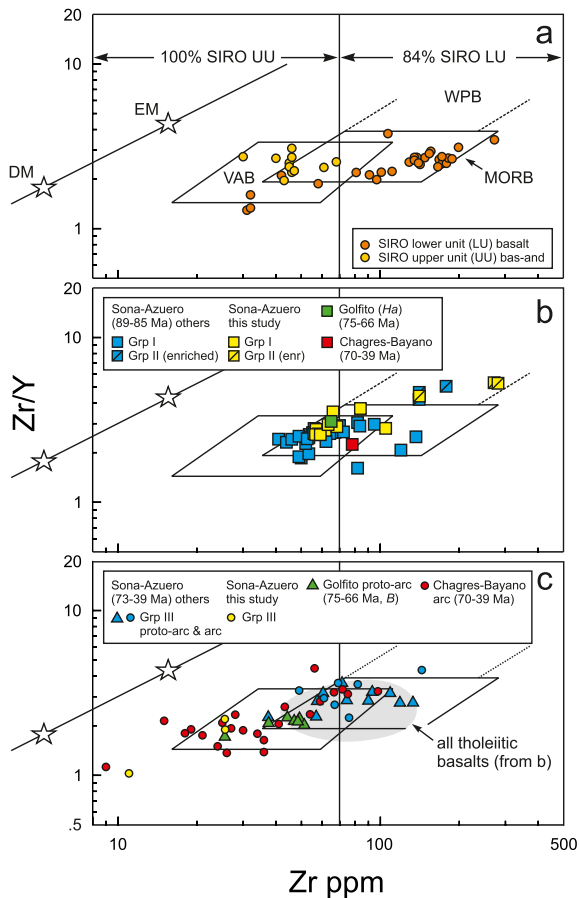 20
a
100% SIRO UU
84% SIRO LU
10
EM
WPB
DM
VAB
MORB
1
SIRO lower unit (LU) basalt
SIRO upper unit (UU) bas-and
20
b
Sona-Azuero
(89-85 Ma) others
Grp I
Grp II (enriched)
Sona-Azuero
this study
Grp I
Grp II (enr)
Golfito (Ha)
(75-66 Ma)
Chagres-Bayano
(70-39 Ma)
10
Zr/Y
1
20
c
Sona-Azuero
(73-39 Ma) others
Grp III
proto-arc & arc
Sona-Azuero
this study
Grp III
Golfito proto-arc
(75-66 Ma, B)
Chagres-Bayano
arc (70-39 Ma)
10
all tholeiitic
basalts (from b)
1
.5
10
100
500
Zr ppm